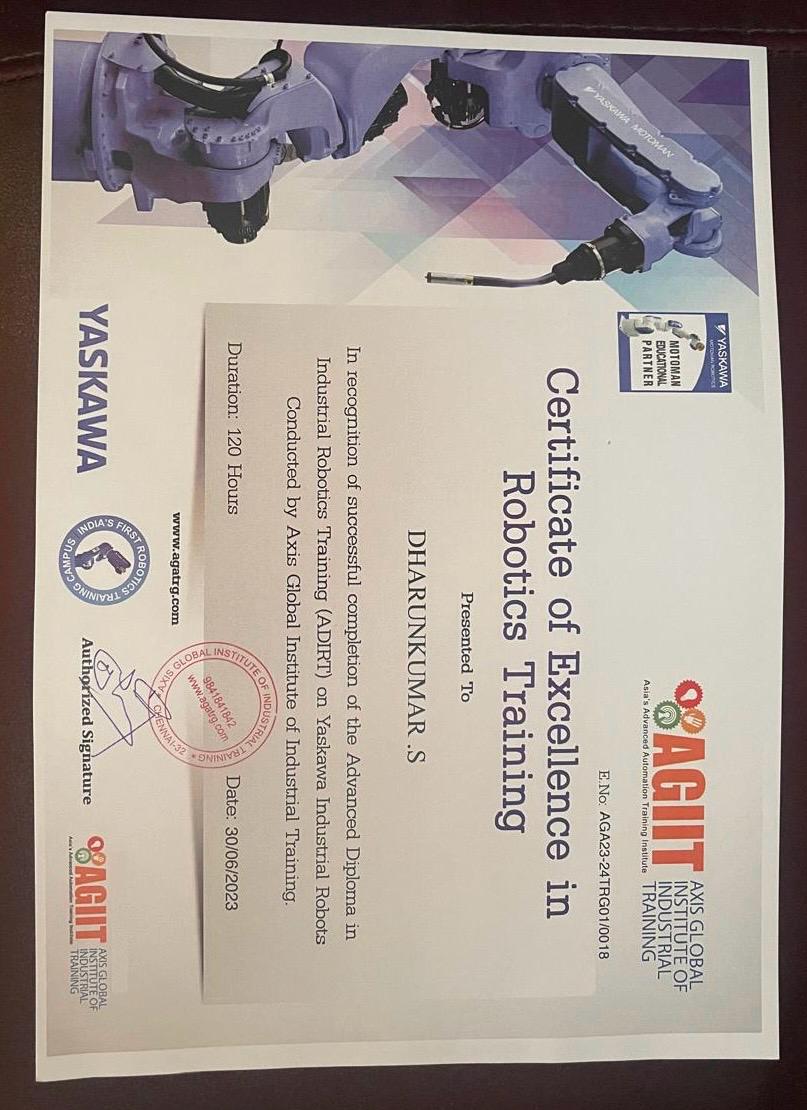 YASKAWA
MOTOMAN ROBOTICS
MOTOMAN
EDUCATIONAL
PARTNER
YASKAWA MOTOMAN
AGIIT
AXIS GLOBAL
INSTITUTE OF
INDUSTRIAL
TRAINING
Asia's Advanced Automation Training Institute
E.No: AGA23-24TRG01/0018
Certificate of Excellence in
Robotics Training
Presented To
DHARUNKUMAR .S
In recognition of successful completion of the Advanced Diploma in
Industrial Robotics Training (ADIRT) on Yaskawa Industrial Robots
Conducted by Axis Global Institute of Industrial Training.
Duration: 120 Hours
AXIS GLOBAL INSTITUTE OF INDUSTRIAL TRAINING * CHENNAI-32 *
9841841842
www.agatrg.com
Date: 30/06/2023
www.agatrg.com
YASKAWA
INDIA'S FIRST ROBOTICS TRAINING CAMPUS
Authorized Signature
AGIIT
AXIS GLOBAL
INSTITUTE OF
INDUSTRIAL
TRAINING
Asia's Advanced Automation Training Institute